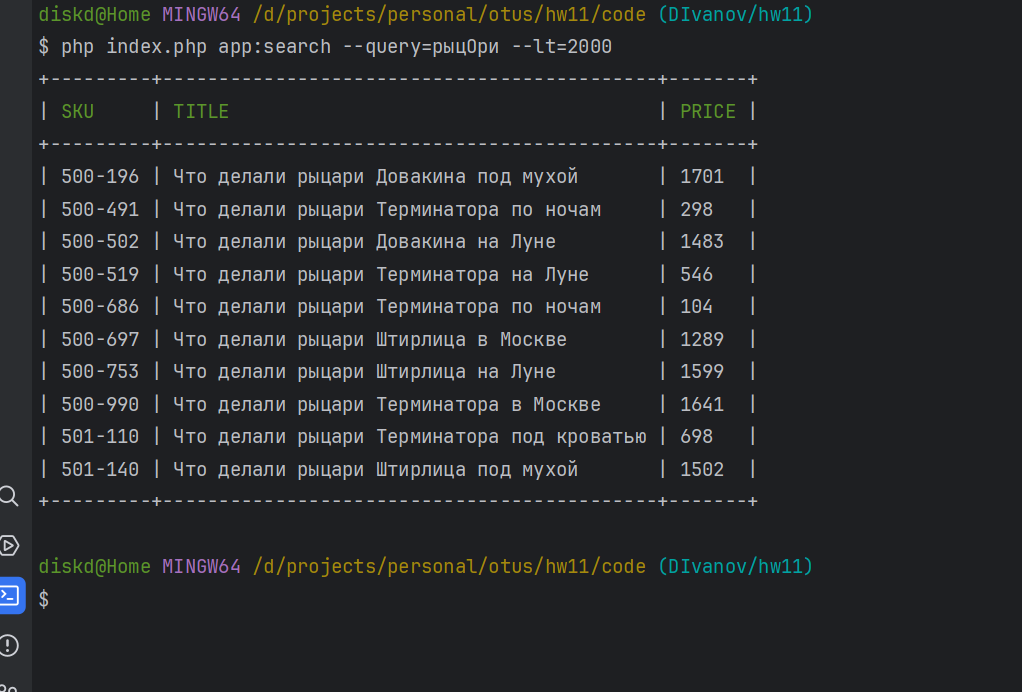 diskd@Home MINGW64 /d/projects/personal/otus/hw11/code (DIvanov/hw11)
$ php index.php app:search --query=рыцОри --lt=2000
+---------+--------------------------------------------+-------+
| SKU     | TITLE                                      | PRICE |
+---------+--------------------------------------------+-------+
| 500-196 | Что делали рыцари Довакина под мухой       | 1701  |
| 500-491 | Что делали рыцари Терминатора по ночам     | 298   |
| 500-502 | Что делали рыцари Довакина на Луне         | 1483  |
| 500-519 | Что делали рыцари Терминатора на Луне      | 546   |
| 500-686 | Что делали рыцари Терминатора по ночам     | 104   |
| 500-697 | Что делали рыцари Штирлица в Москве        | 1289  |
| 500-753 | Что делали рыцари Штирлица на Луне         | 1599  |
| 500-990 | Что делали рыцари Терминатора в Москве     | 1641  |
| 501-110 | Что делали рыцари Терминатора под кроватью | 698   |
| 501-140 | Что делали рыцари Штирлица под мухой       | 1502  |
+---------+--------------------------------------------+-------+
diskd@Home MINGW64 /d/projects/personal/otus/hw11/code (DIvanov/hw11)
$